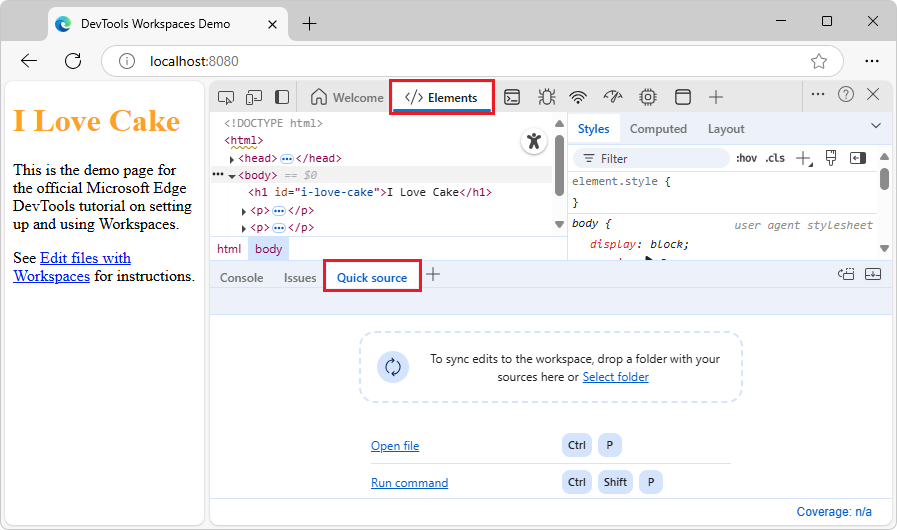 DevTools Workspaces Demo
localhost:8080
I Love Cake
This is the demo page for
the official Microsoft Edge
DevTools tutorial on setting
up and using Workspaces.
See Edit files with
Workspaces for instructions.
Welcome
</> Elements
<!DOCTYPE html>
<html>
<head> ••• </head>
••• <body> == $0
<h1 id="i-love-cake">I Love Cake</h1>
<p> ••• </p>
<p> ••• </p>
html body
Styles Computed Layout
Filter :hov .cls
element.style {
}
body { user agent stylesheet
display: block;
Console Issues Quick source
To sync edits to the workspace, drop a folder with your
sources here or Select folder
Open file Ctrl P
Run command Ctrl Shift P
Coverage: n/a